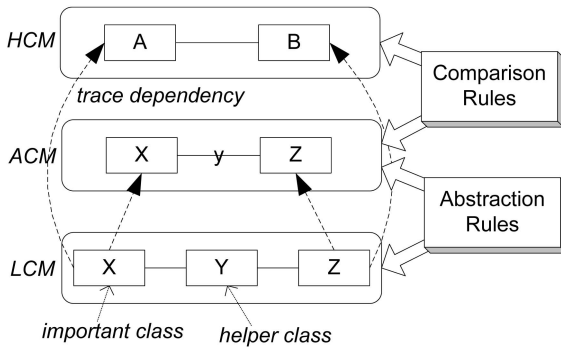 HCM
A
B
trace dependency
Comparison
Rules
ACM
X
y
Z
Abstraction
Rules
LCM
X
Y
Z
important class
helper class